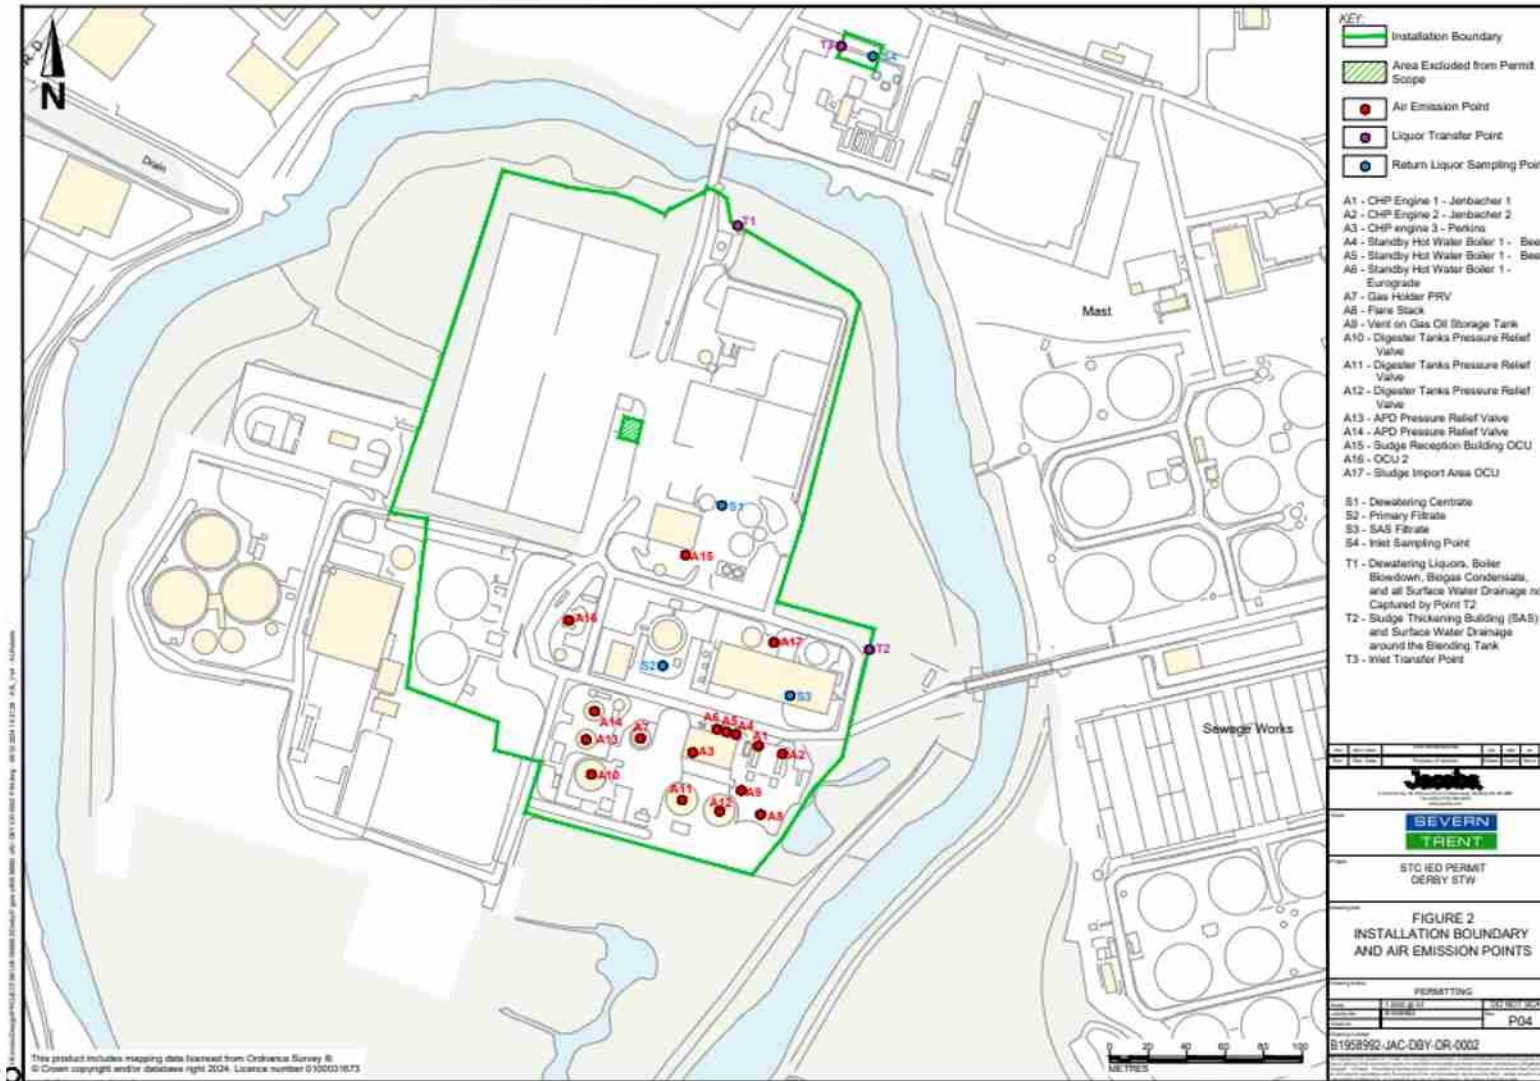 N
Drain
T3
S4
T1
Mast
S1
A15
A16
A17
T2
S2
S3
A14
A7
A6
A5
A4
A13
A1
A3
A2
A10
A9
A11
A12
A8
Sewage Works
0 20 40 60 80 100
METRES
This product includes mapping data licensed from Ordnance Survey ®.
© Crown copyright and/or database right 2024. Licence number 0100031673
KEY:
Installation Boundary
Area Excluded from Permit
Scope
Air Emission Point
Liquor Transfer Point
Return Liquor Sampling Poin
A1 - CHP Engine 1 - Jenbacher 1
A2 - CHP Engine 2 - Jenbacher 2
A3 - CHP engine 3 - Perkins
A4 - Standby Hot Water Boiler 1 - Bee
A5 - Standby Hot Water Boiler 1 - Bee
A6 - Standby Hot Water Boiler 1 -
Eurograde
A7 - Gas Holder PRV
A8 - Flare Stack
A9 - Vent on Gas Oil Storage Tank
A10 - Digester Tanks Pressure Relief
Valve
A11 - Digester Tanks Pressure Relief
Valve
A12 - Digester Tanks Pressure Relief
Valve
A13 - APD Pressure Relief Valve
A14 - APD Pressure Relief Valve
A15 - Sudge Reception Building OCU
A16 - OCU 2
A17 - Sludge Import Area OCU
S1 - Dewatering Centrate
S2 - Primary Filtrate
S3 - SAS Filtrate
S4 - Inlet Sampling Point
T1 - Dewatering Liquors, Boiler
Blowdown, Biogas Condensate,
and all Surface Water Drainage no
Captured by Point T2
T2 - Sludge Thickening Building (SAS)
and Surface Water Drainage
around the Blending Tank
T3 - Inlet Transfer Point
Jacobs
SEVERN
TRENT
STC IED PERMIT
DERBY STW
FIGURE 2
INSTALLATION BOUNDARY
AND AIR EMISSION POINTS
PERMITTING
P04
B1958992-JAC-DBY-DR-0002